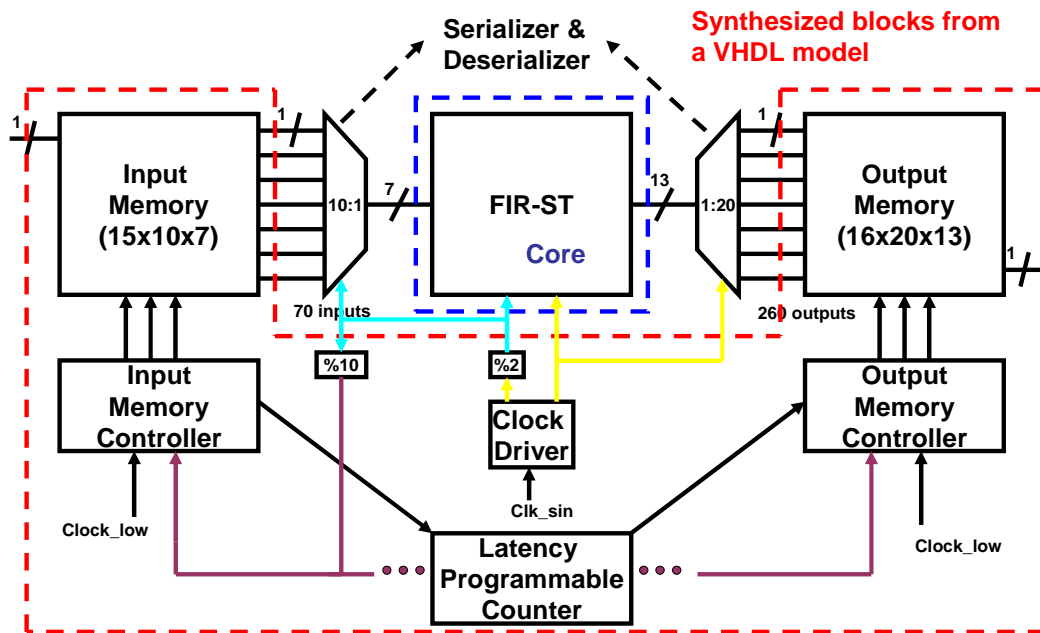 Serializer &
Deserializer
Synthesized blocks from
a VHDL model
1
Input
Memory
(15x10x7)
1
10:1
7
FIR-ST
Core
13
1:20
1
Output
Memory
(16x20x13)
1
70 inputs
260 outputs
%10
%2
Input
Memory
Controller
Clock
Driver
Output
Memory
Controller
Clock_low
Clk_sin
Clock_low
Latency
Programmable
Counter